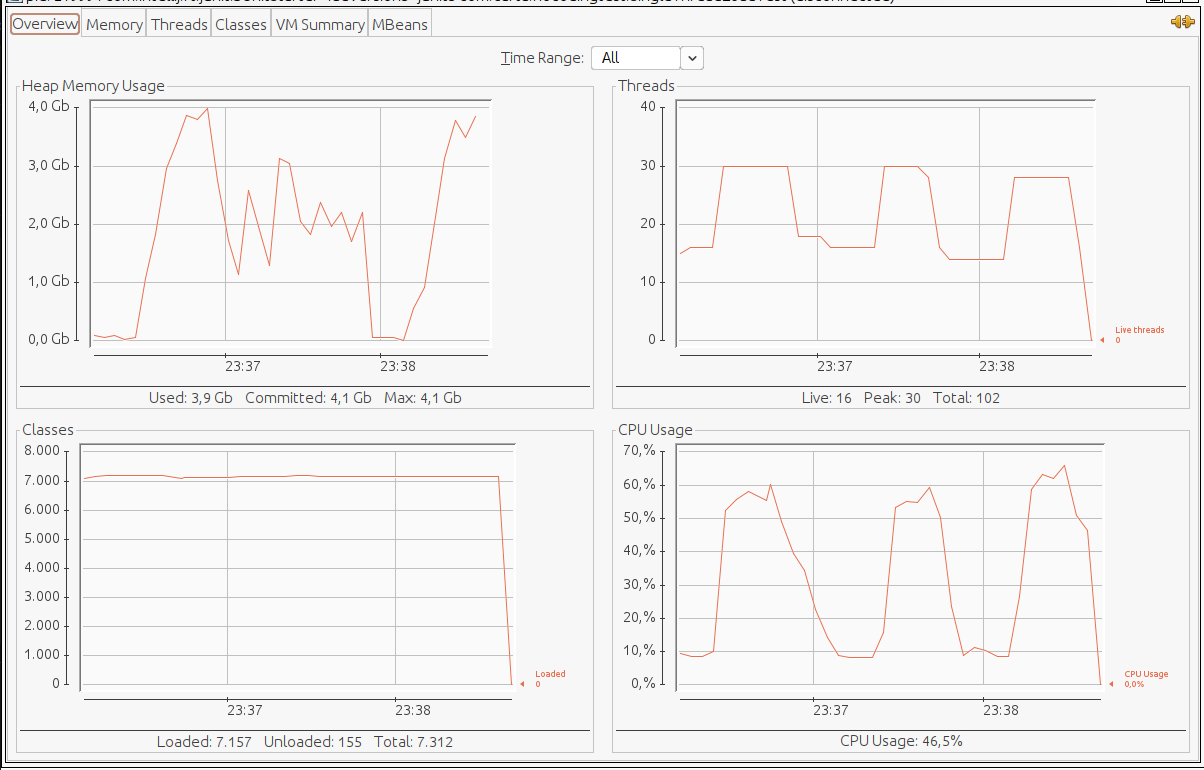 Overview Memory Threads Classes VM Summary MBeans
Time Range: All
Heap Memory Usage
4,0 Gb
3,0 Gb
2,0 Gb
1,0 Gb
0,0 Gb
23:37 23:38
Used: 3,9 Gb Committed: 4,1 Gb Max: 4,1 Gb
Threads
40
30
20
10
0
Live threads
0
23:37 23:38
Live: 16 Peak: 30 Total: 102
Classes
8.000
7.000
6.000
5.000
4.000
3.000
2.000
1.000
0
Loaded
0
23:37 23:38
Loaded: 7.157 Unloaded: 155 Total: 7.312
CPU Usage
70,%
60,%
50,%
40,%
30,%
20,%
10,%
0,%
CPU Usage
0,0%
23:37 23:38
CPU Usage: 46,5%